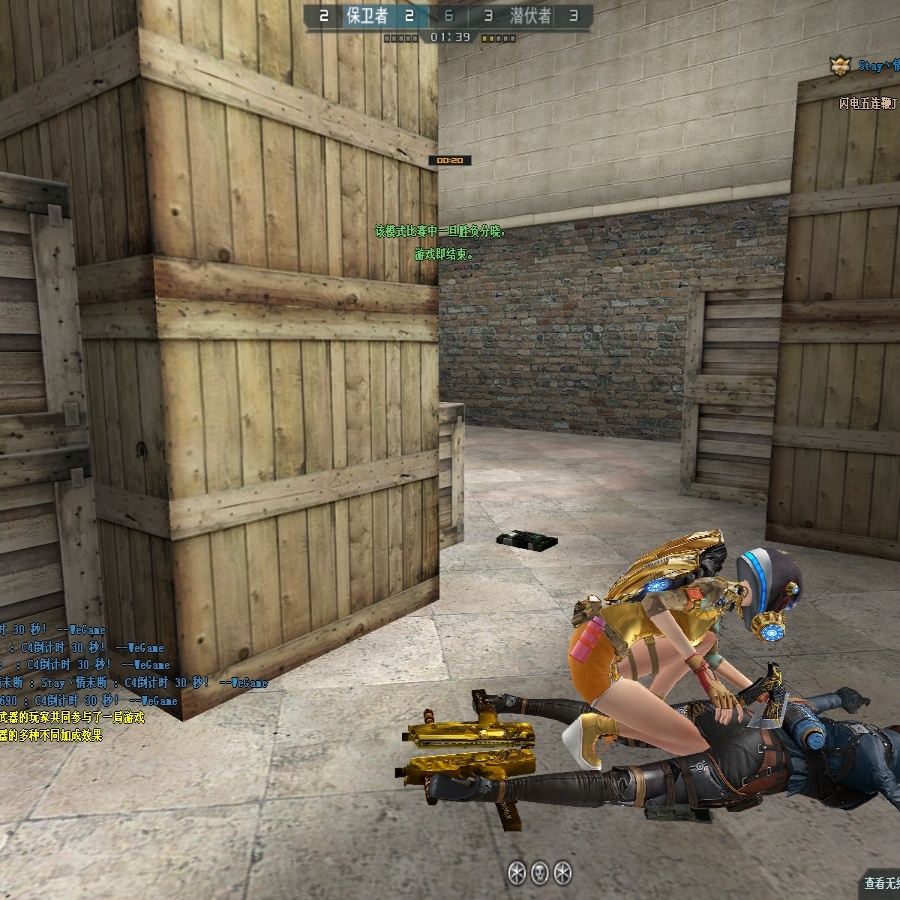 2 保卫者 2 6 3 潜伏者 3
01:39
Stay丶情
闪电五连鞭J
00:20
该模式比赛中一旦胜负分晓，
游戏即结束。
时 30 秒! --WeGame
: C4倒计时 30 秒! --WeGame
: : C4倒计时 30 秒! --WeGame
情未断 : Stay丶情未断 : C4倒计时 30 秒! --WeGame
690 : C4倒计时 30 秒! --WeGame
武器的玩家共同参与了一局游戏
器的多种不同加成效果
查看无